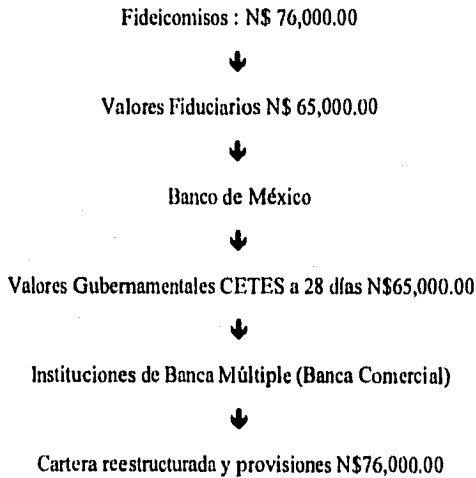 Fideicomisos : N$ 76,000.00
Valores Fiduciarios N$ 65,000.00
Banco de México
Valores Gubernamentales CETES a 28 días N$65,000.00
Instituciones de Banca Múltiple (Banca Comercial)
Cartera reestructurada y provisiones N$76,000.00